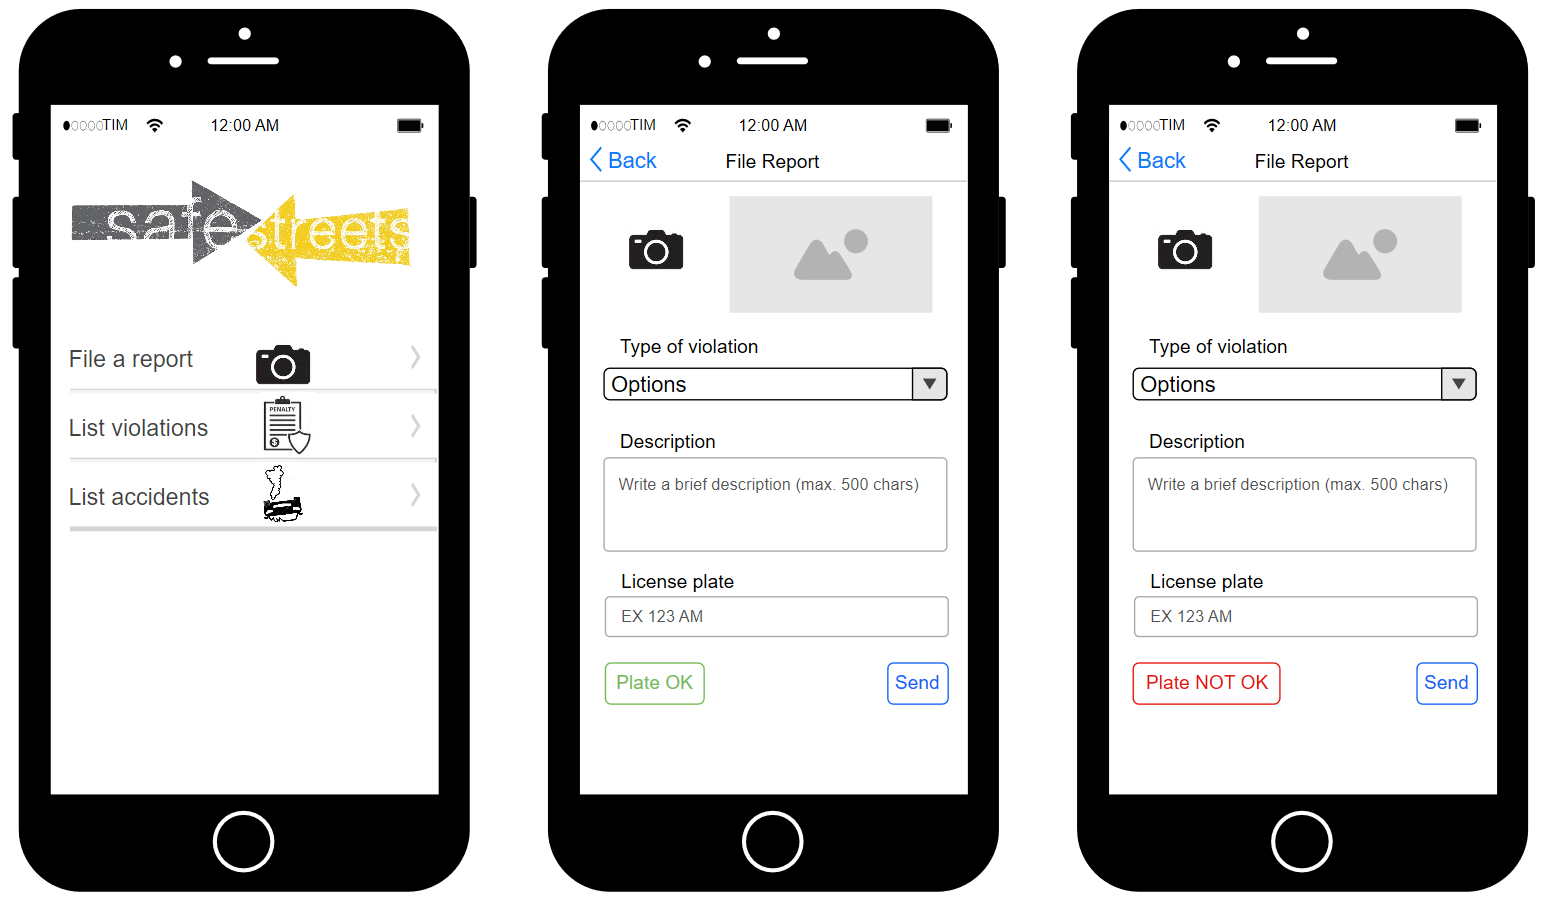 TIM 12:00 AM
safestreets
File a report
List violations
PENALTY
$
List accidents
TIM 12:00 AM
Back File Report
Type of violation
Options
Description
Write a brief description (max. 500 chars)
License plate
EX 123 AM
Plate OK Send
TIM 12:00 AM
Back File Report
Type of violation
Options
Description
Write a brief description (max. 500 chars)
License plate
EX 123 AM
Plate NOT OK Send